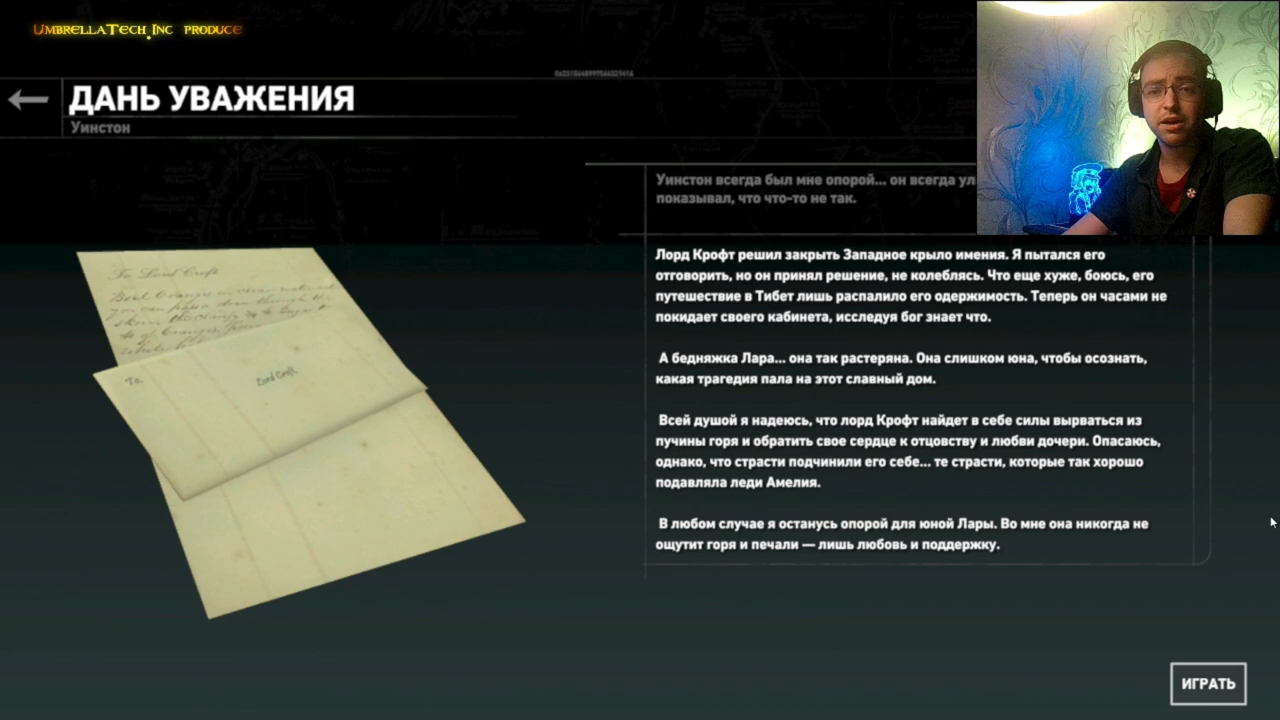 UmbrellaTech Inc produce
ДАНЬ УВАЖЕНИЯ
Уинстон
Уинстон всегда был мне опорой... он всегда ул
показывал, что что-то не так.
Лорд Крофт решил закрыть Западное крыло имения. Я пытался его
отговорить, но он принял решение, не колеблясь. Что еще хуже, боюсь, его
путешествие в Тибет лишь распалило его одержимость. Теперь он часами не
покидает своего кабинета, исследуя бог знает что.
А бедняжка Лара... она так растеряна. Она слишком юна, чтобы осознать,
какая трагедия пала на этот славный дом.
Всей душой я надеюсь, что лорд Крофт найдет в себе силы вырваться из
пучины горя и обратить свое сердце к отцовству и любви дочери. Опасаюсь,
однако, что страсти подчинили его себе... те страсти, которые так хорошо
подавляла леди Амелия.
В любом случае я останусь опорой для юной Лары. Во мне она никогда не
ощутит горя и печали — лишь любовь и поддержку.
To Lord Croft
you can pass them through the
To.
Lord Croft.
ИГРАТЬ